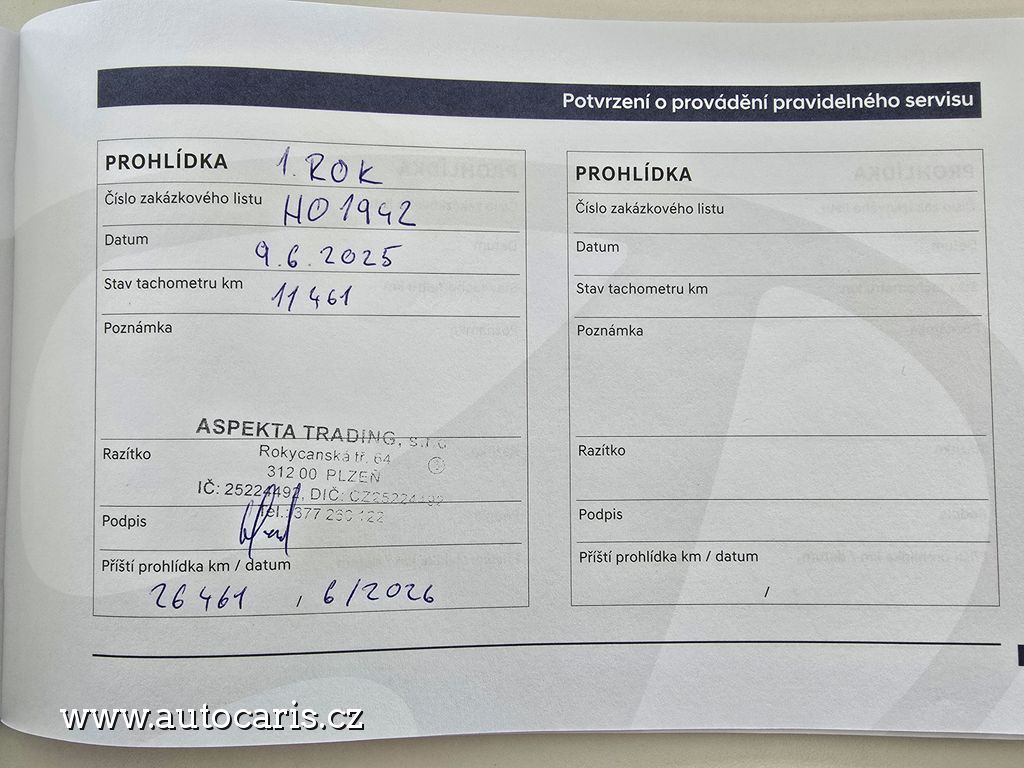 Potvrzení o provádění pravidelného servisu
PROHLÍDKA 1. ROK
Číslo zakázkového listu HO1942
Datum 9.6.2025
Stav tachometru km 11461
Poznámka
ASPEKTA TRADING, s.r.o.
Rokycanská tř. 64
312 00 PLZEŇ
IČ: 25224492, DIČ: CZ25224492
Tel.: 377 260 122
Razítko
Podpis
Příští prohlídka km / datum
26 461 / 6/2026
PROHLÍDKA
Číslo zakázkového listu
Datum
Stav tachometru km
Poznámka
Razítko
Podpis
Příští prohlídka km / datum
/
www.autocaris.cz